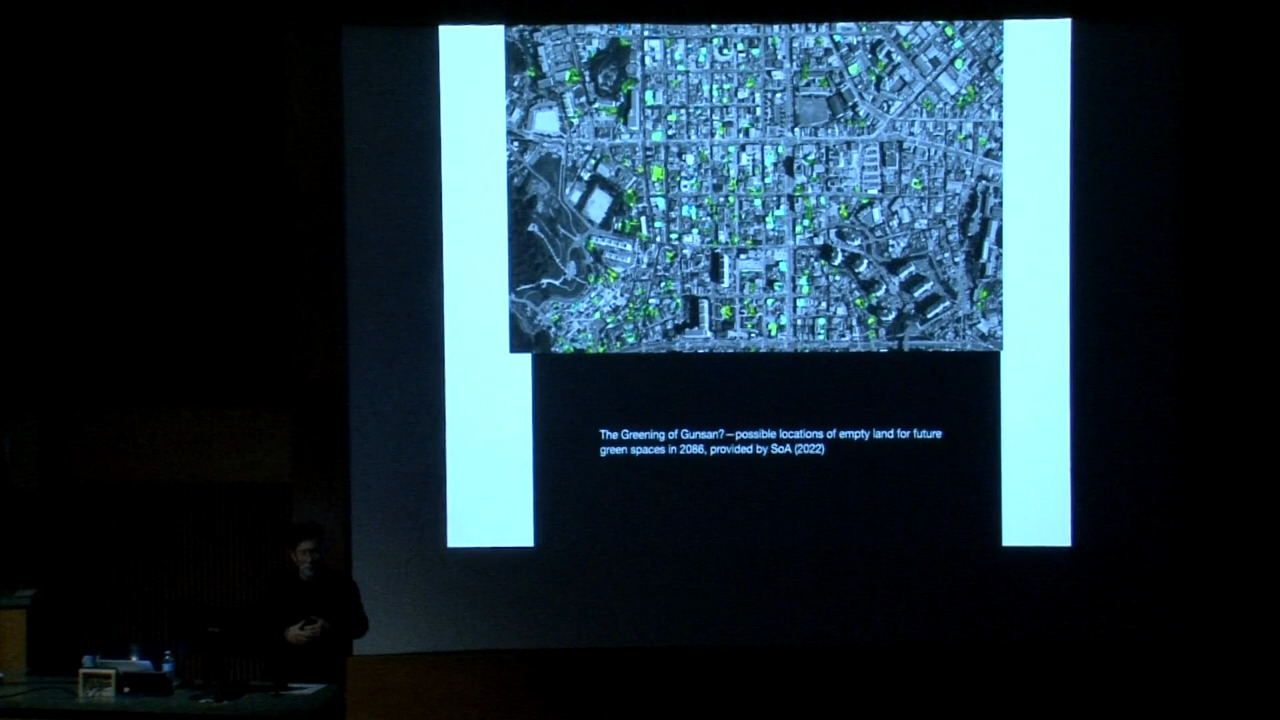 The Greening of Gunsan?—possible locations of empty land for future
green spaces in 2086, provided by SoA (2022)